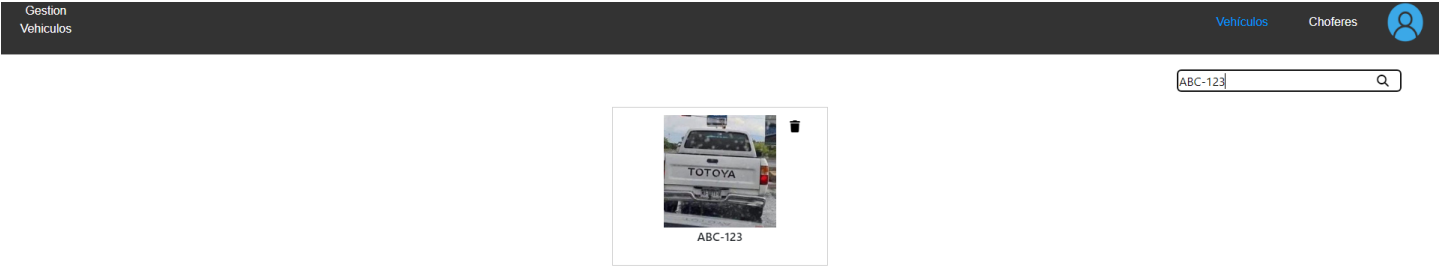 Gestion
Vehiculos
Vehículos
Choferes
ABC-123
TOTOYA
ABC-123